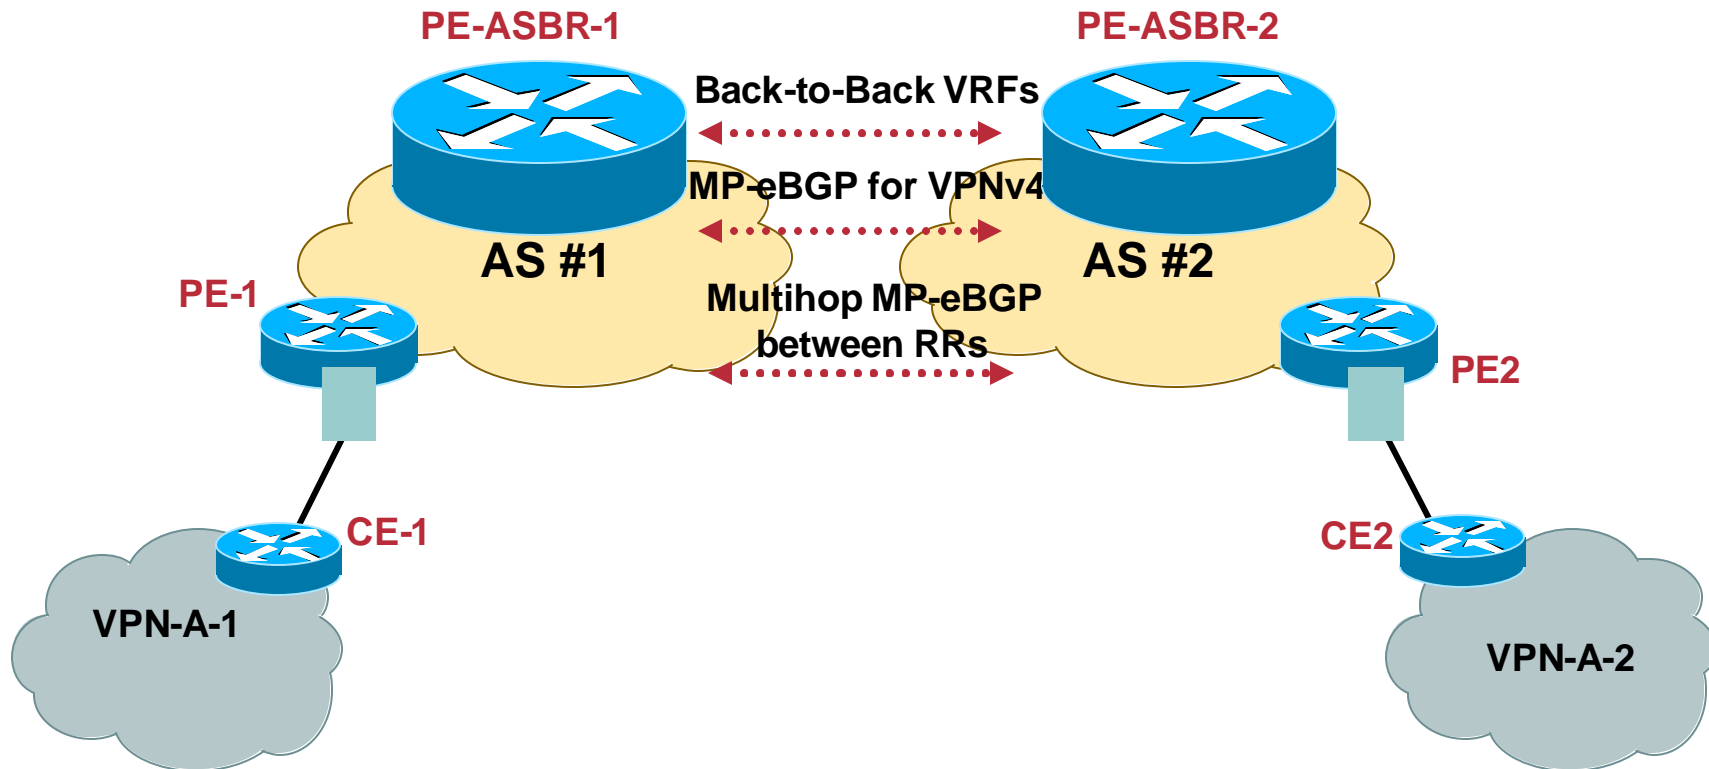 PE-ASBR-1
PE-ASBR-2
Back-to-Back VRFs
MP-eBGP for VPNv4
AS #1
AS #2
PE-1
Multihop MP-eBGP
between RRs
PE2
CE-1
CE2
VPN-A-1
VPN-A-2